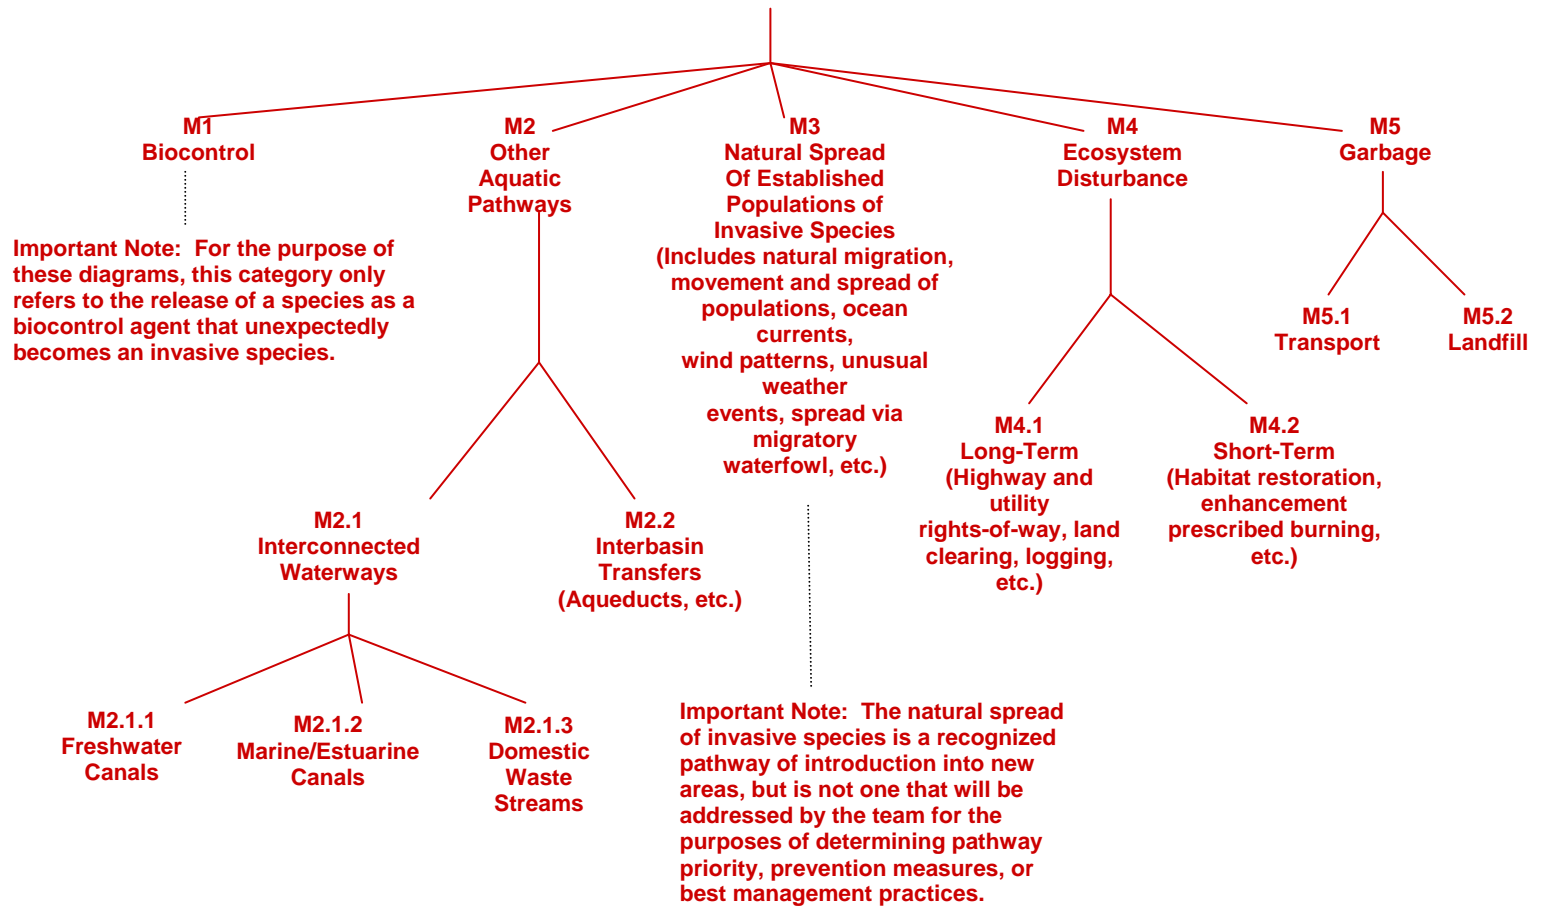 M1
Biocontrol
Important Note:  For the purpose of
these diagrams, this category only
refers to the release of a species as a
biocontrol agent that unexpectedly
becomes an invasive species.
M2
Other
Aquatic
Pathways
M2.1
Interconnected
Waterways
M2.1.1
Freshwater
Canals
M2.1.2
Marine/Estuarine
Canals
M2.1.3
Domestic
Waste
Streams
M2.2
Interbasin
Transfers
(Aqueducts, etc.)
M3
Natural Spread
Of Established
Populations of
Invasive Species
(Includes natural migration,
movement and spread of
populations, ocean
currents,
wind patterns, unusual
weather
events, spread via
migratory
waterfowl, etc.)
Important Note:  The natural spread
of invasive species is a recognized
pathway of introduction into new
areas, but is not one that will be
addressed by the team for the
purposes of determining pathway
priority, prevention measures, or
best management practices.
M4
Ecosystem
Disturbance
M4.1
Long-Term
(Highway and
utility
rights-of-way, land
clearing, logging,
etc.)
M4.2
Short-Term
(Habitat restoration,
enhancement
prescribed burning,
etc.)
M5
Garbage
M5.1
Transport
M5.2
Landfill